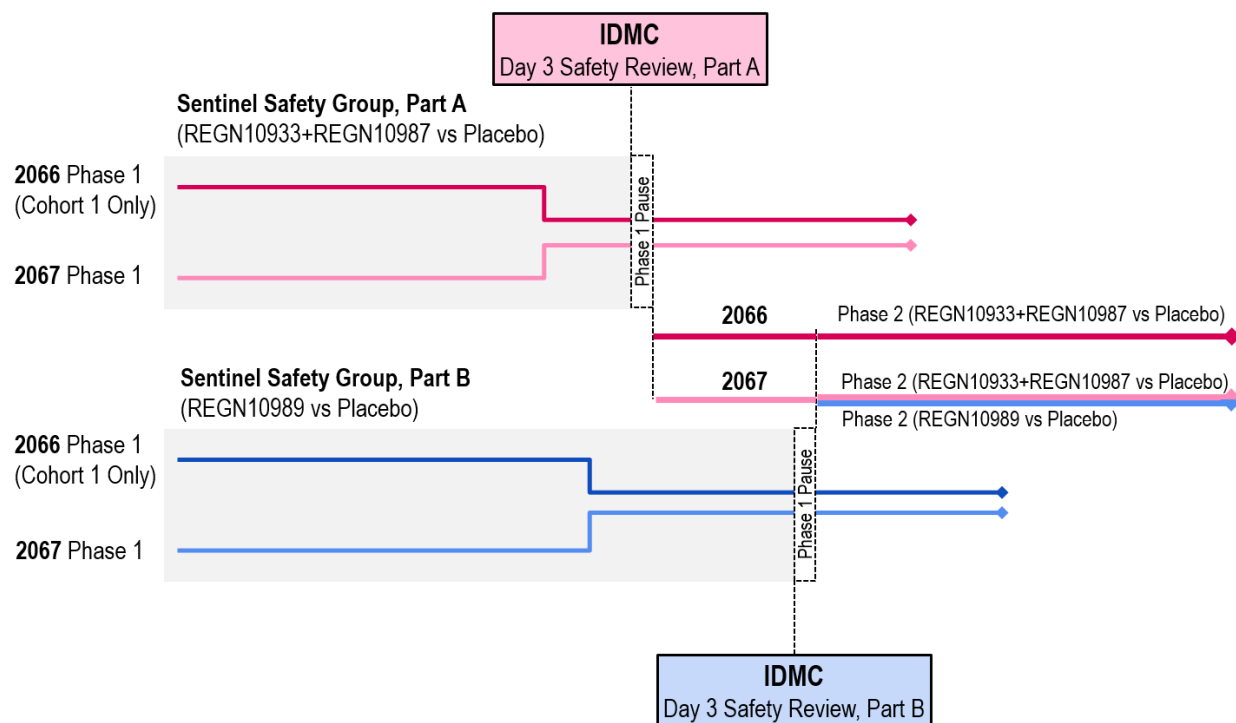 IDMC
Day 3 Safety Review, Part A
Sentinel Safety Group, Part A
(REGN10933+REGN10987 vs Placebo)
2066 Phase 1
(Cohort 1 Only)
2067 Phase 1
Phase 1 Pause
2066
Phase 2 (REGN10933+REGN10987 vs Placebo)
2067
Phase 2 (REGN10933+REGN10987 vs Placebo)
Phase 2 (REGN10989 vs Placebo)
Sentinel Safety Group, Part B
(REGN10989 vs Placebo)
2066 Phase 1
(Cohort 1 Only)
2067 Phase 1
Phase 1 Pause
IDMC
Day 3 Safety Review, Part B